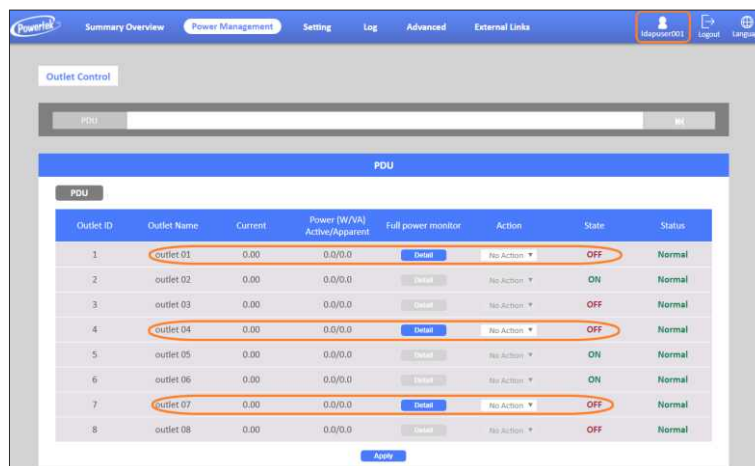 Powertek Summary Overview Power Management Setting Log Advanced External Links ldapuser001 Logout Langua
Outlet Control
PDU
PDU
PDU
Outlet ID Outlet Name Current Power (W/VA) Active/Apparent Full power monitor Action State Status
1 outlet 01 0.00 0.0/0.0 Detail No Action OFF Normal
2 outlet 02 0.00 0.0/0.0 Detail No Action ON Normal
3 outlet 03 0.00 0.0/0.0 Detail No Action OFF Normal
4 outlet 04 0.00 0.0/0.0 Detail No Action OFF Normal
5 outlet 05 0.00 0.0/0.0 Detail No Action ON Normal
6 outlet 06 0.00 0.0/0.0 Detail No Action ON Normal
7 outlet 07 0.00 0.0/0.0 Detail No Action OFF Normal
8 outlet 08 0.00 0.0/0.0 Detail No Action OFF Normal
Apply